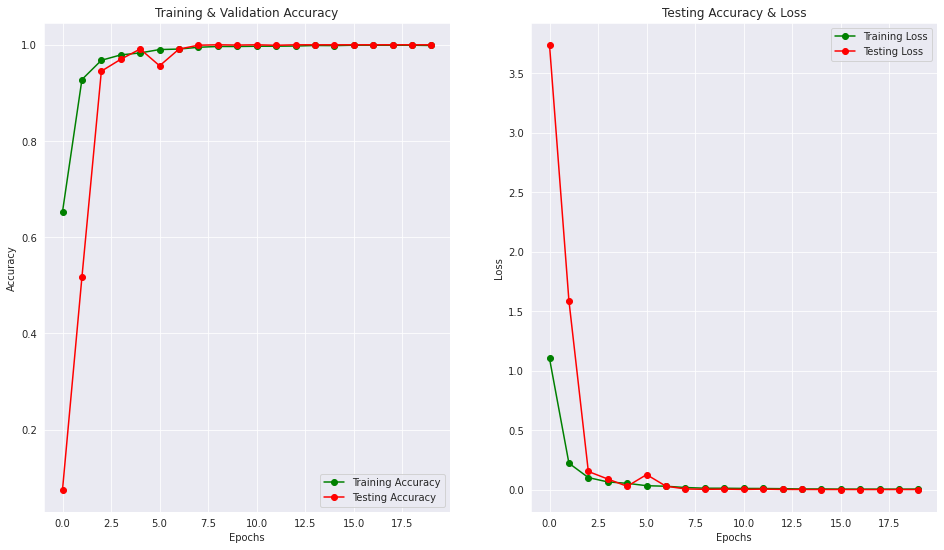 Training & Validation Accuracy
Accuracy
1.0
0.8
0.6
0.4
0.2
0.0 2.5 5.0 7.5 10.0 12.5 15.0 17.5
Epochs
Training Accuracy
Testing Accuracy
Testing Accuracy & Loss
Loss
3.5
3.0
2.5
2.0
1.5
1.0
0.5
0.0
0.0 2.5 5.0 7.5 10.0 12.5 15.0 17.5
Epochs
Training Loss
Testing Loss